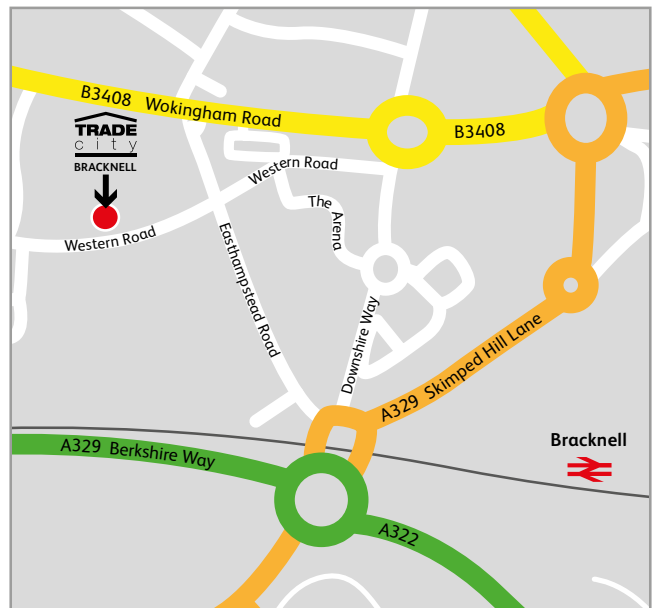 B3408 Wokingham Road
B3408
TRADE
city
BRACKNELL
Western Road
The Arena
Western Road
Easthampstead Road
Downshire Way
A329 Skimped Hill Lane
A329 Berkshire Way
Bracknell
A322